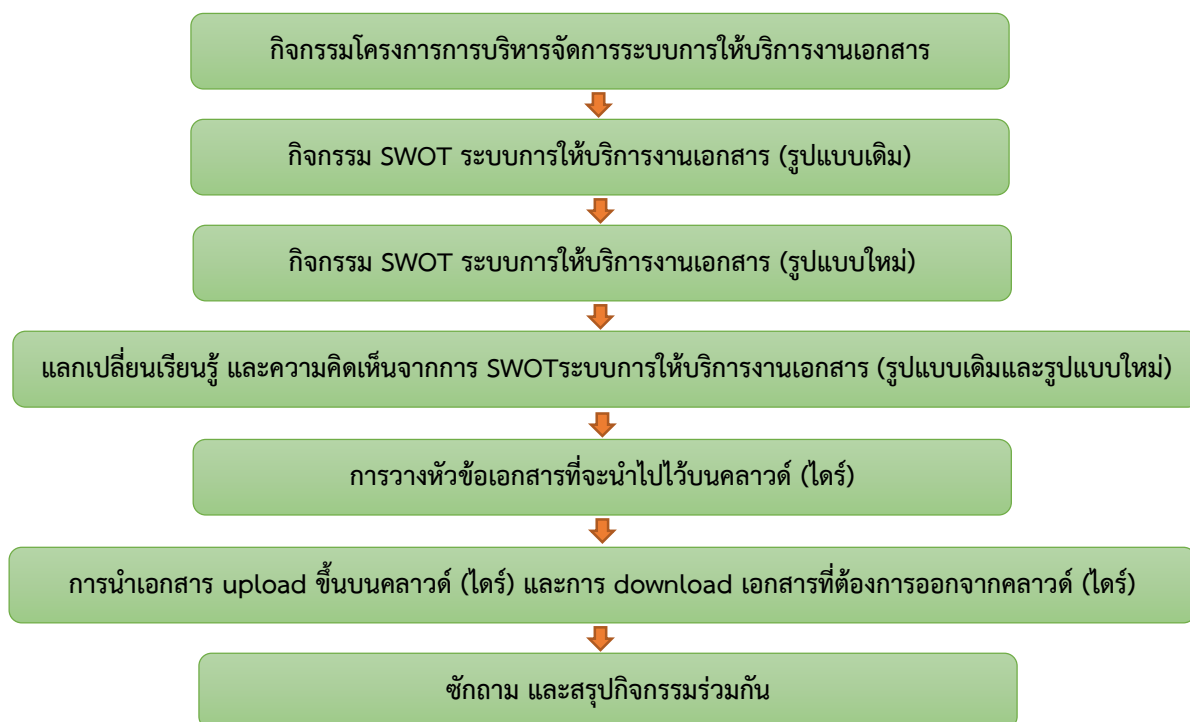 กิจกรรมโครงการการบริหารจัดการระบบการให้บริการงานเอกสาร
กิจกรรม SWOT ระบบการให้บริการงานเอกสาร (รูปแบบเดิม)
กิจกรรม SWOT ระบบการให้บริการงานเอกสาร (รูปแบบใหม่)
แลกเปลี่ยนเรียนรู้ และความคิดเห็นจากการ SWOTระบบการให้บริการงานเอกสาร (รูปแบบเดิมและรูปแบบใหม่)
การวางหัวข้อเอกสารที่จะนำไปไว้บนคลาวด์ (ไดร์)
การนำเอกสาร upload ขึ้นบนคลาวด์ (ไดร์) และการ download เอกสารที่ต้องการออกจากคลาวด์ (ไดร์)
ซักถาม และสรุปกิจกรรมร่วมกัน